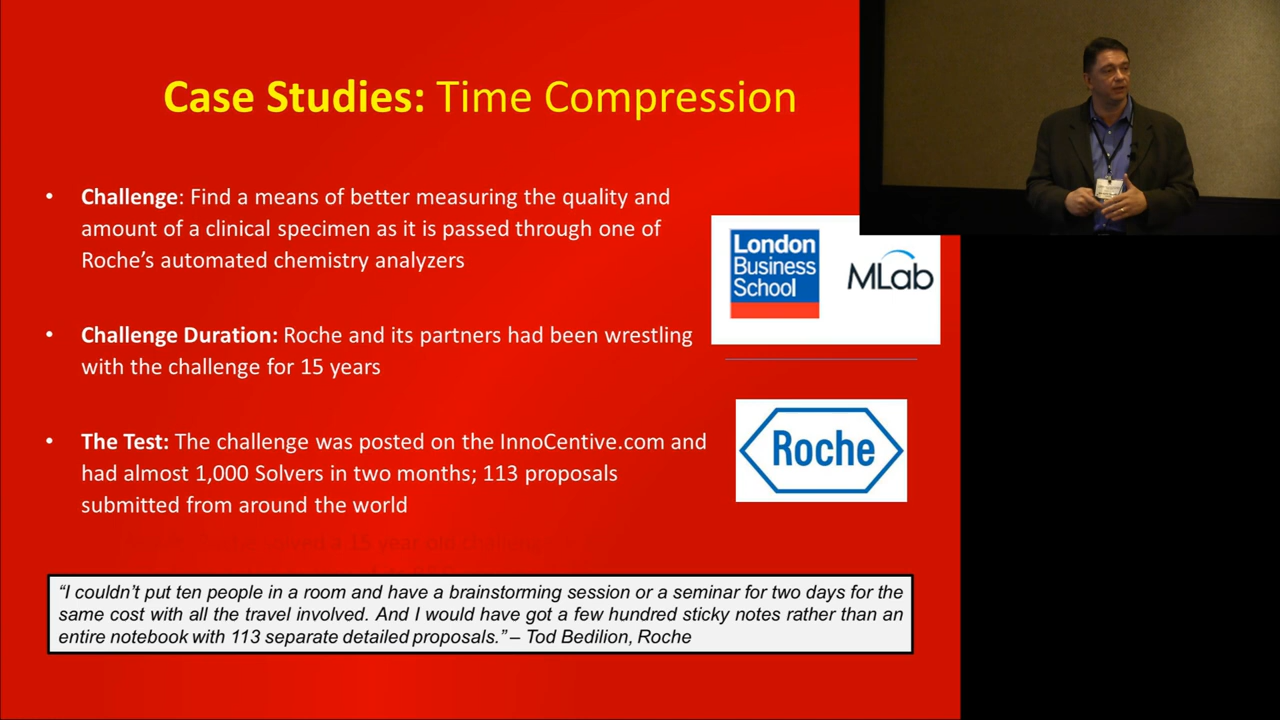 Case Studies: Time Compression
• Challenge: Find a means of better measuring the quality and
amount of a clinical specimen as it is passed through one of
Roche’s automated chemistry analyzers
• Challenge Duration: Roche and its partners had been wrestling
with the challenge for 15 years
• The Test: The challenge was posted on the InnoCentive.com and
had almost 1,000 Solvers in two months; 113 proposals
submitted from around the world
“I couldn’t put ten people in a room and have a brainstorming session or a seminar for two days for the
same cost with all the travel involved. And I would have got a few hundred sticky notes rather than an
entire notebook with 113 separate detailed proposals.” – Tod Bedilion, Roche
London
Business
School
MLab
Roche